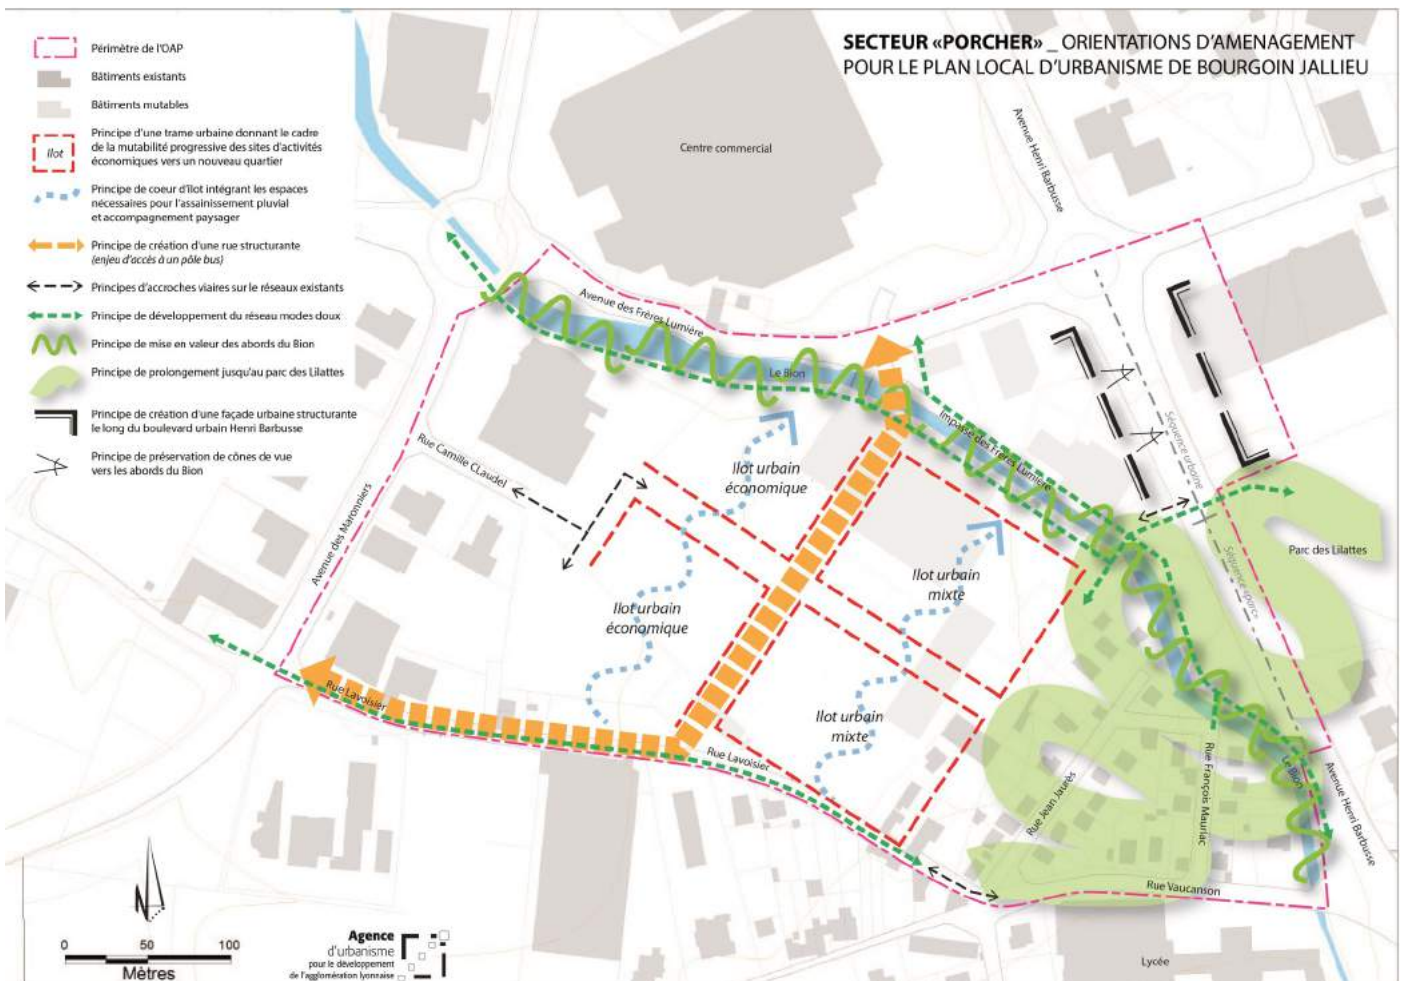 SECTEUR «PORCHER» _ ORIENTATIONS D'AMENAGEMENT
POUR LE PLAN LOCAL D'URBANISME DE BOURGOIN JALLIEU
Périmètre de l'OAP
Bâtiments existants
Bâtiments mutables
Ilot
Principe d'une trame urbaine donnant le cadre
de la mutabilité progressive des sites d'activités
économiques vers un nouveau quartier
Principe de coeur d'îlot intégrant les espaces
nécessaires pour l'assainissement pluvial
et accompagnement paysager
Principe de création d'une rue structurante
(enjeu d'accès à un pôle bus)
Principes d'accroches viaires sur le réseaux existants
Principe de développement du réseau modes doux
Principe de mise en valeur des abords du Bion
Principe de prolongement jusqu'au parc des Lilattes
Principe de création d'une façade urbaine structurante
le long du boulevard urbain Henri Barbusse
Principe de préservation de cônes de vue
vers les abords du Bion
Centre commercial
Avenue Henri Barbusse
Avenue des Frères Lumière
Le Bion
Impasse des Frères Lumière
Séquence urbaine
Séquence «parc»
Parc des Lilattes
Rue Camille CLaudel
Avenue des Maronniers
Ilot urbain
économique
Ilot urbain
économique
Ilot urbain
mixte
Ilot urbain
mixte
Rue Lavoisier
Rue Lavoisier
Rue Jean Jaurès
Rue François Mauriac
Le Bion
Avenue Henri Barbusse
Rue Vaucanson
Lycée
N
0 50 100
Mètres
Agence
d'urbanisme
pour le développement
de l'agglomération lyonnaise